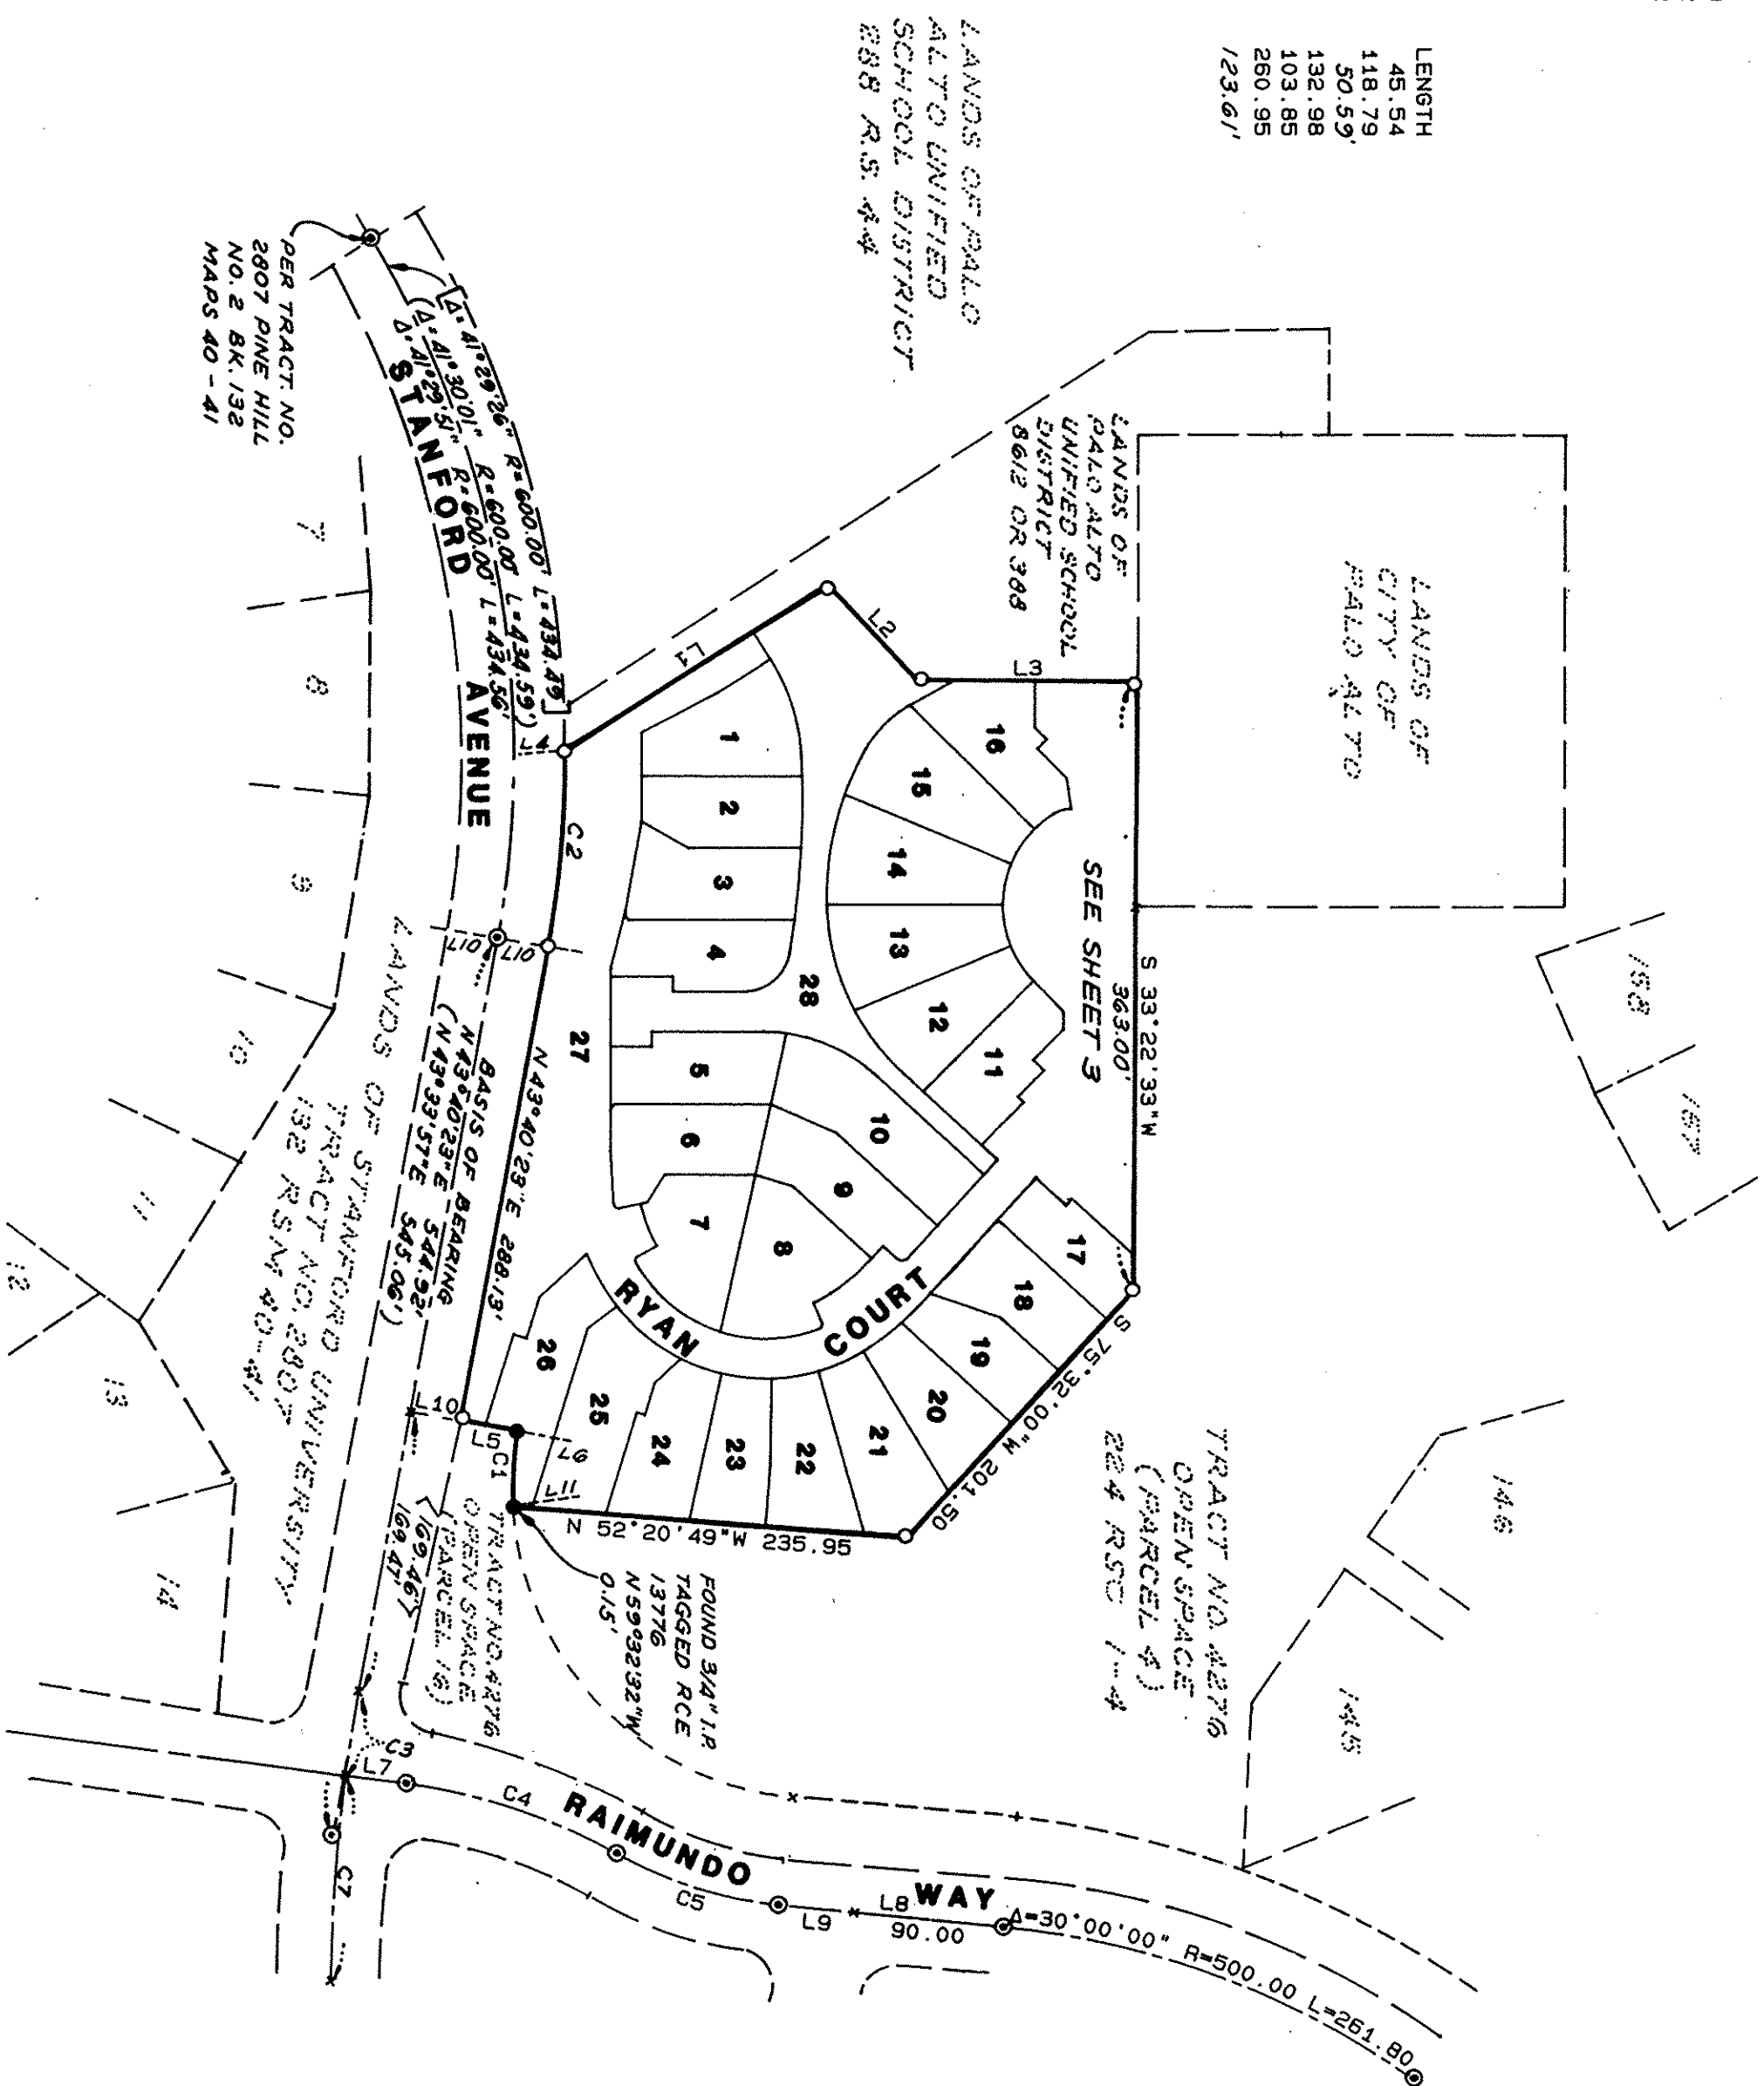 LENGTH
45.54
118.79
50.59'
132.98
103.85
260.95
123.61'
LANDS OF PALO
ALTO UNIFIED
SCHOOL DISTRICT
288 R.S. 44
LANDS OF
CITY OF
PALO ALTO
LANDS OF
PALO ALTO
UNIFIED SCHOOL
DISTRICT
8612 OR 388
158
157
146
145
TRACT NO. 4276
OPEN SPACE
(PARCEL 4)
224 RSC 1-4
SEE SHEET 3
S 33°22'33"W
363.00'
S 75°32'00"W 201.50
N 52°20'49"W 235.95
L1
L2
L3
L4
C2
1
2
3
4
5
6
7
8
9
10
11
12
13
14
15
16
17
18
19
20
21
22
23
24
25
26
27
28
RYAN COURT
Δ=41°29'26" R=600.00' L=434.49'
(Δ=41°30'01" R=600.00' L=434.59')
Δ=41°29'51" R=600.00' L=434.56'
STANFORD AVENUE
PER TRACT NO.
2807 PINE HILL
NO. 2 BK. 132
MAPS 40-41
L10
L10
N 43°40'23"E 288.13'
BASIS OF BEARING
N 43°40'23"E 544.92'
(N 43°33'57"E 545.06')
LANDS OF STANFORD UNIVERSITY
TRACT NO. 2807
132 RSM 40-41
7
8
9
10
11
12
13
14
L10
L5
L6
C1
L11
FOUND 3/4" I.P.
TAGGED RCE
13776
N59°32'32"W
0.15'
TRACT NO. 4276
OPEN SPACE
(PARCEL 18)
169.46'
169.47'
C3
L7
C4
C5
C7
RAIMUNDO WAY
L9
L8
90.00
Δ=30°00'00" R=500.00 L=261.80